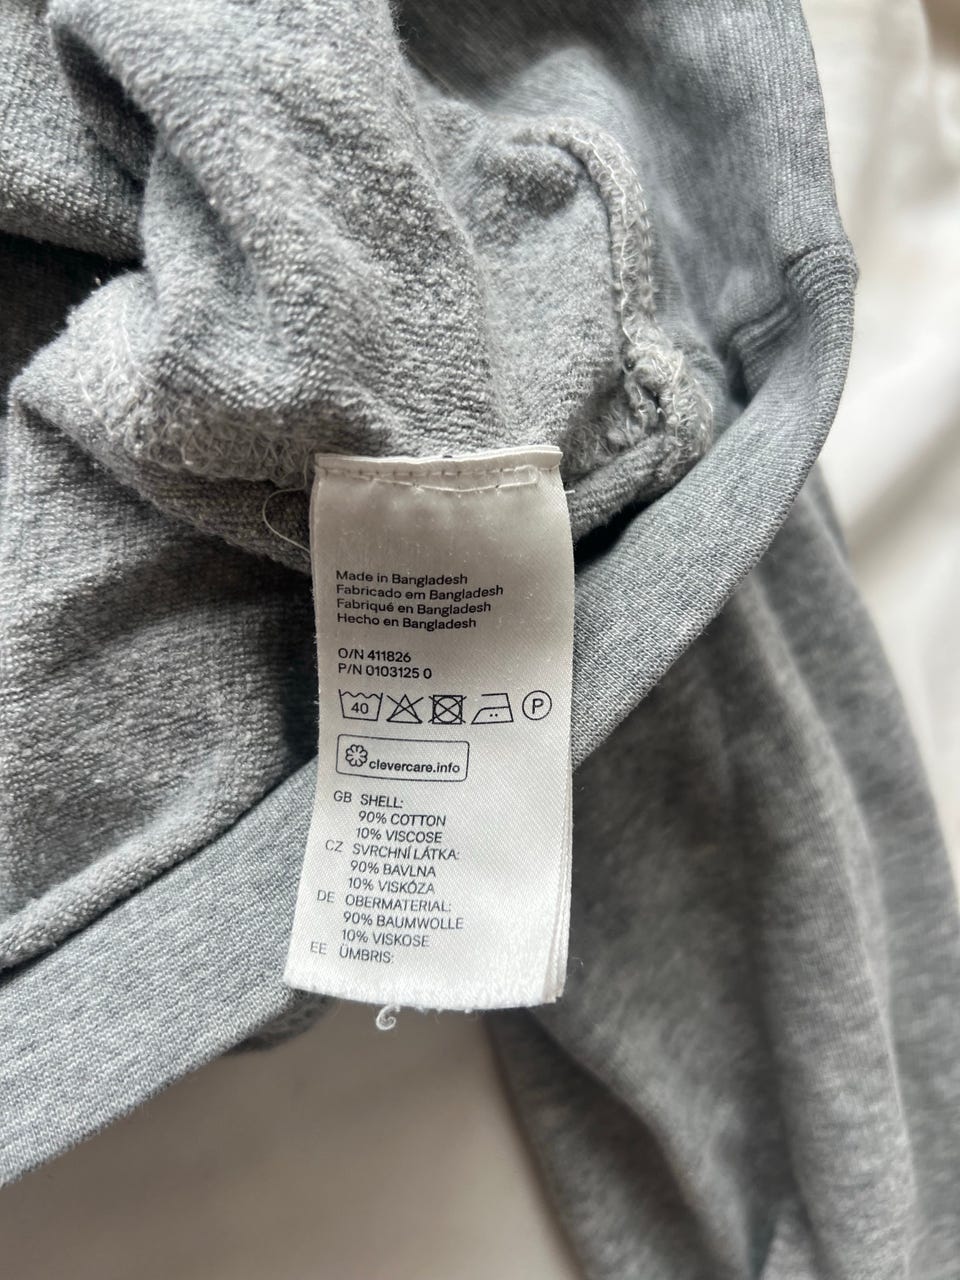 Made in Bangladesh
Fabricado em Bangladesh
Fabriqué en Bangladesh
Hecho en Bangladesh
O/N 411826
P/N 0103125 0
40 P
clevercare.info
GB SHELL:
90% COTTON
10% VISCOSE
CZ SVRCHNÍ LÁTKA:
90% BAVLNA
10% VISKÓZA
DE OBERMATERIAL:
90% BAUMWOLLE
10% VISKOSE
EE ÜMBRIS: